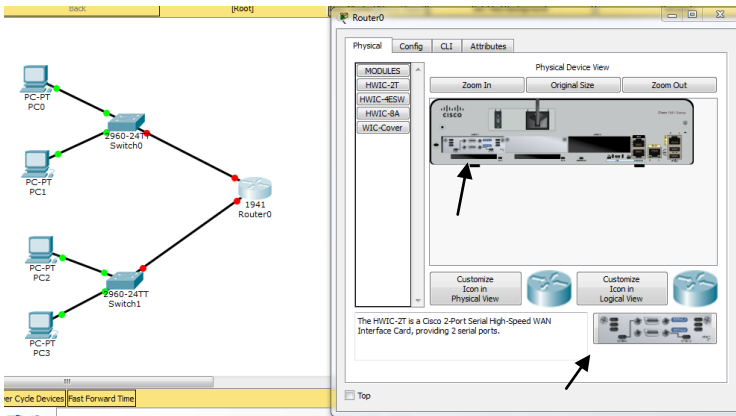 Back
[Root]
Router0
Physical
Config
CLI
Attributes
MODULES
HWIC-2T
HWIC-4ESW
HWIC-8A
WIC-Cover
Physical Device View
Zoom In
Original Size
Zoom Out
CISCO
Customize
Icon in
Physical View
Customize
Icon in
Logical View
The HWIC-2T is a Cisco 2-Port Serial High-Speed WAN
Interface Card, providing 2 serial ports.
Top
PC-PT
PC0
2960-24TT
Switch0
PC-PT
PC1
1941
Router0
PC-PT
PC2
2960-24TT
Switch1
PC-PT
PC3
er Cycle Devices
Fast Forward Time